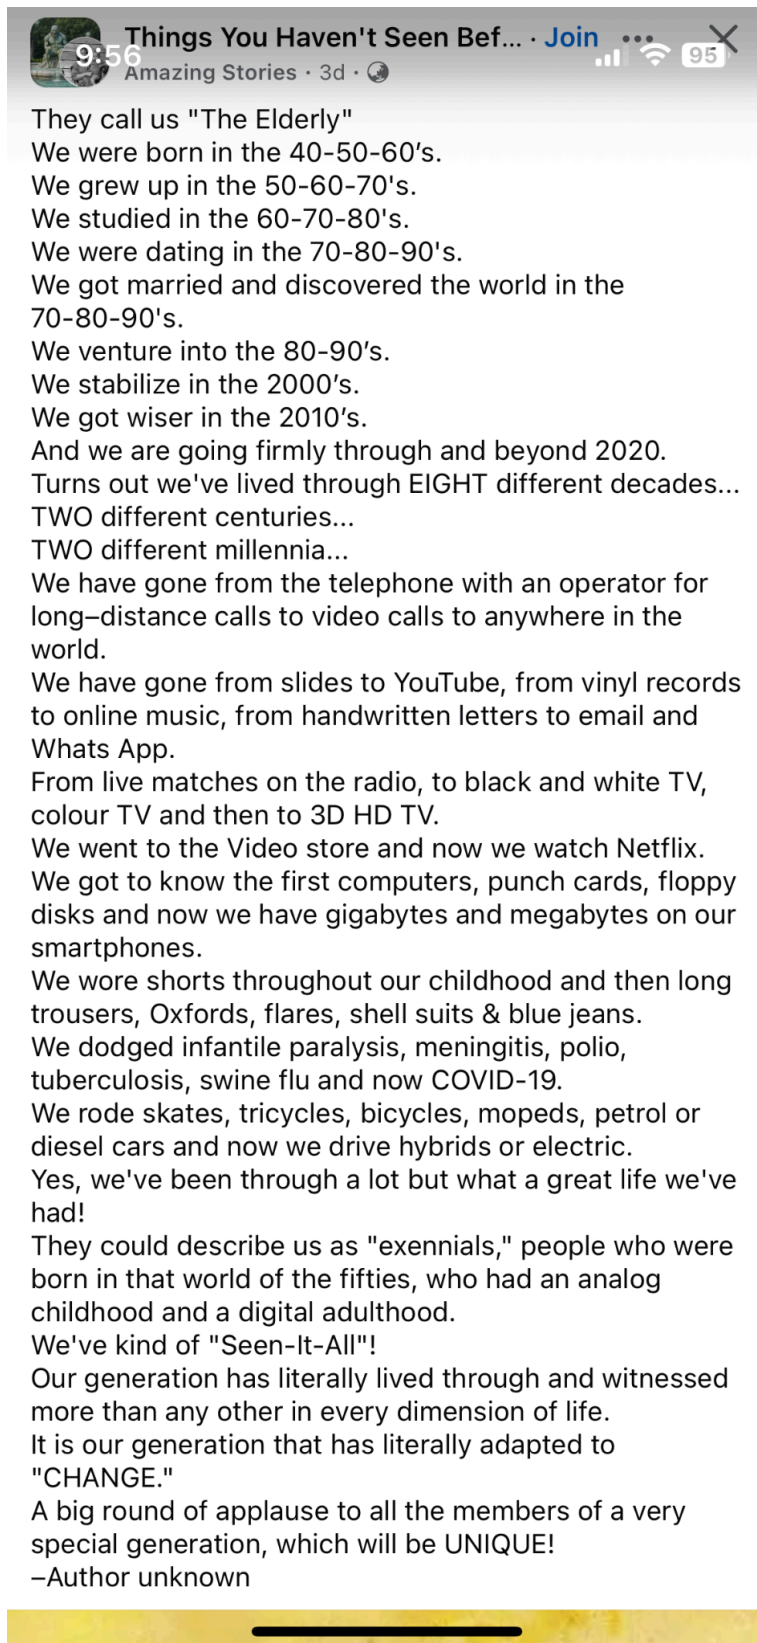 Things You Haven't Seen Bef... · Join
9:56
95
Amazing Stories · 3d ·
They call us "The Elderly"
We were born in the 40-50-60’s.
We grew up in the 50-60-70's.
We studied in the 60-70-80's.
We were dating in the 70-80-90's.
We got married and discovered the world in the
70-80-90's.
We venture into the 80-90’s.
We stabilize in the 2000’s.
We got wiser in the 2010’s.
And we are going firmly through and beyond 2020.
Turns out we've lived through EIGHT different decades...
TWO different centuries...
TWO different millennia...
We have gone from the telephone with an operator for
long–distance calls to video calls to anywhere in the
world.
We have gone from slides to YouTube, from vinyl records
to online music, from handwritten letters to email and
Whats App.
From live matches on the radio, to black and white TV,
colour TV and then to 3D HD TV.
We went to the Video store and now we watch Netflix.
We got to know the first computers, punch cards, floppy
disks and now we have gigabytes and megabytes on our
smartphones.
We wore shorts throughout our childhood and then long
trousers, Oxfords, flares, shell suits & blue jeans.
We dodged infantile paralysis, meningitis, polio,
tuberculosis, swine flu and now COVID-19.
We rode skates, tricycles, bicycles, mopeds, petrol or
diesel cars and now we drive hybrids or electric.
Yes, we've been through a lot but what a great life we've
had!
They could describe us as "exennials," people who were
born in that world of the fifties, who had an analog
childhood and a digital adulthood.
We've kind of "Seen-It-All"!
Our generation has literally lived through and witnessed
more than any other in every dimension of life.
It is our generation that has literally adapted to
"CHANGE."
A big round of applause to all the members of a very
special generation, which will be UNIQUE!
–Author unknown